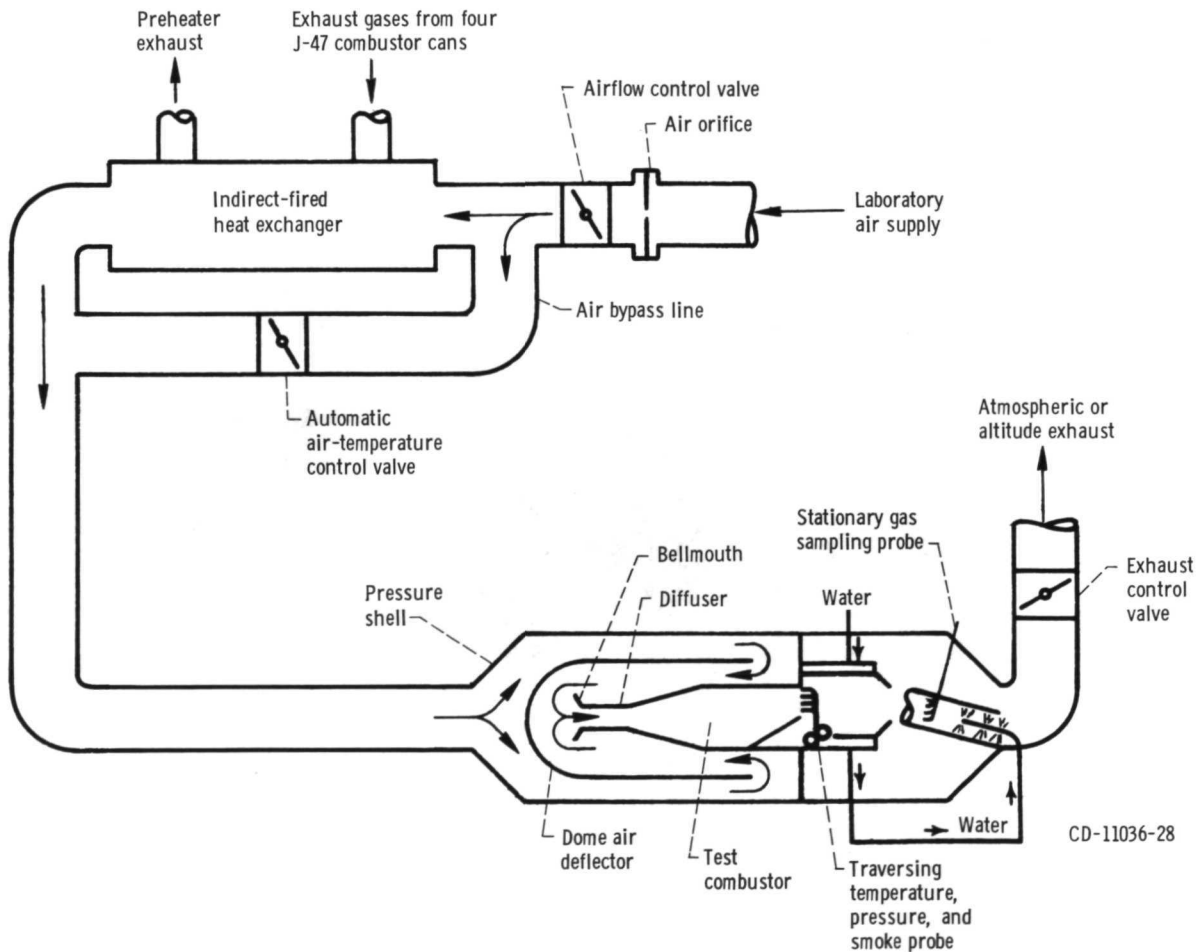 Preheater
exhaust
Exhaust gases from four
J-47 combustor cans
Airflow control valve
Air orifice
Indirect-fired
heat exchanger
Laboratory
air supply
Air bypass line
Automatic
air-temperature
control valve
Atmospheric or
altitude exhaust
Stationary gas
sampling probe
Bellmouth
Diffuser
Water
Exhaust
control
valve
Pressure
shell
Dome air
deflector
Test
combustor
Traversing
temperature,
pressure, and
smoke probe
Water
CD-11036-28